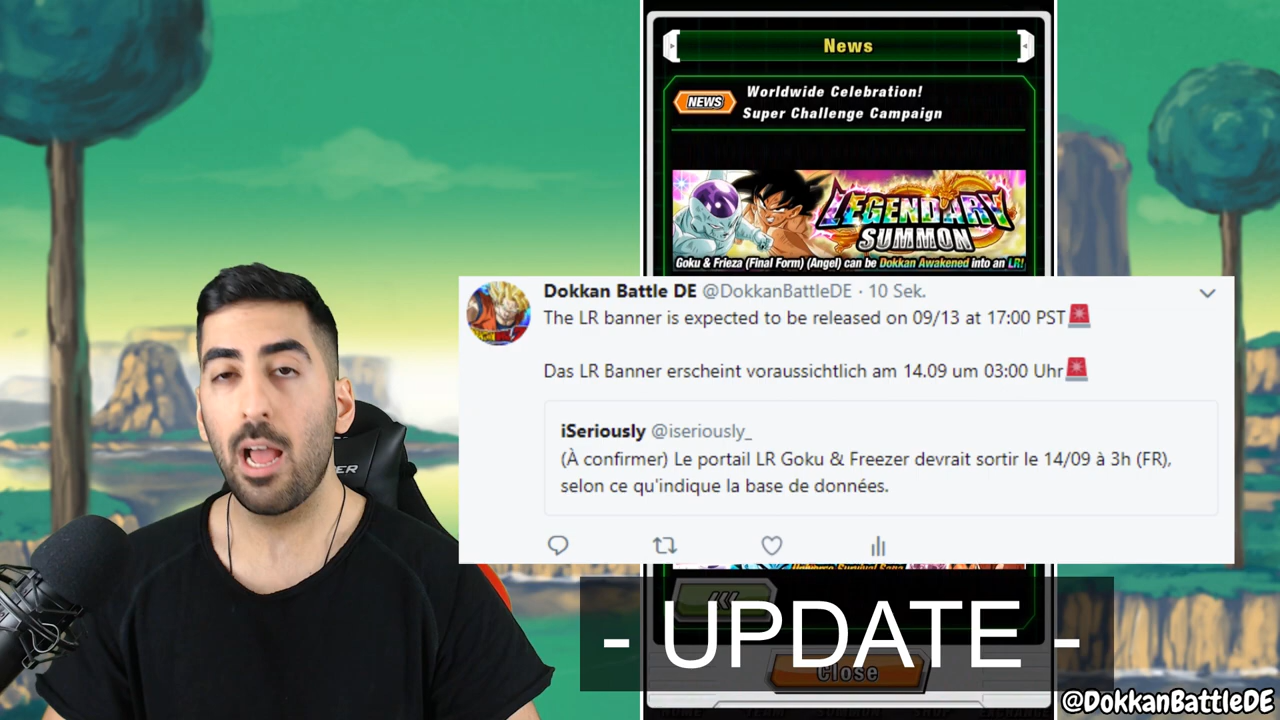 News
NEWS
Worldwide Celebration!
Super Challenge Campaign
LEGENDARY
SUMMON
Goku & Frieza (Final Form) (Angel) can be Dokkan Awakened into an LR!
Dokkan Battle DE @DokkanBattleDE · 10 Sek.
The LR banner is expected to be released on 09/13 at 17:00 PST🚨
Das LR Banner erscheint voraussichtlich am 14.09 um 03:00 Uhr🚨
iSeriously @iseriously_
(À confirmer) Le portail LR Goku & Freezer devrait sortir le 14/09 à 3h (FR),
selon ce qu'indique la base de données.
Universe Survival Saga
- UPDATE -
Close
@DokkanBattleDE